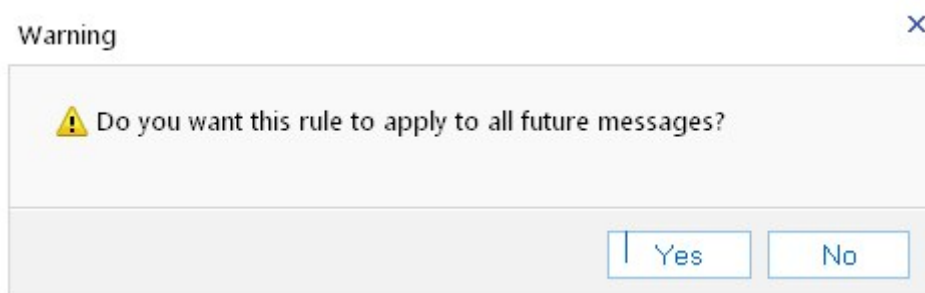 Warning
Do you want this rule to apply to all future messages?
Yes No